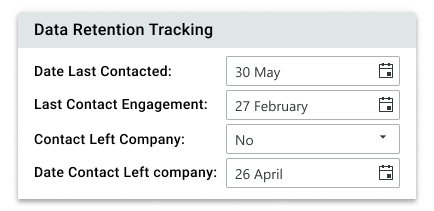 Data Retention Tracking
Date Last Contacted: 30 May
Last Contact Engagement: 27 February
Contact Left Company: No
Date Contact Left company: 26 April